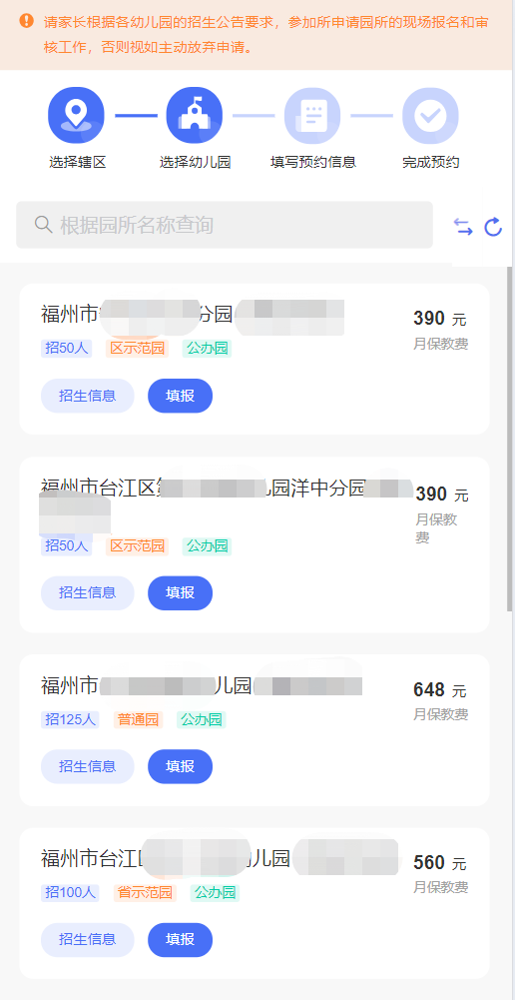 请家长根据各幼儿园的招生公告要求，参加所申请园所的现场报名和审
核工作，否则视如主动放弃申请。
选择辖区 选择幼儿园 填写预约信息 完成预约
根据园所名称查询
福州市 分园
390 元
招50人 区示范园 公办园
月保教费
招生信息 填报
福州市台江区 儿园洋中分园
390 元
月保教
费
招50人 区示范园 公办园
招生信息 填报
福州市 儿园
648 元
招125人 普通园 公办园
月保教费
招生信息 填报
福州市台江 幼儿园
560 元
招100人 省示范园 公办园
月保教费
招生信息 填报